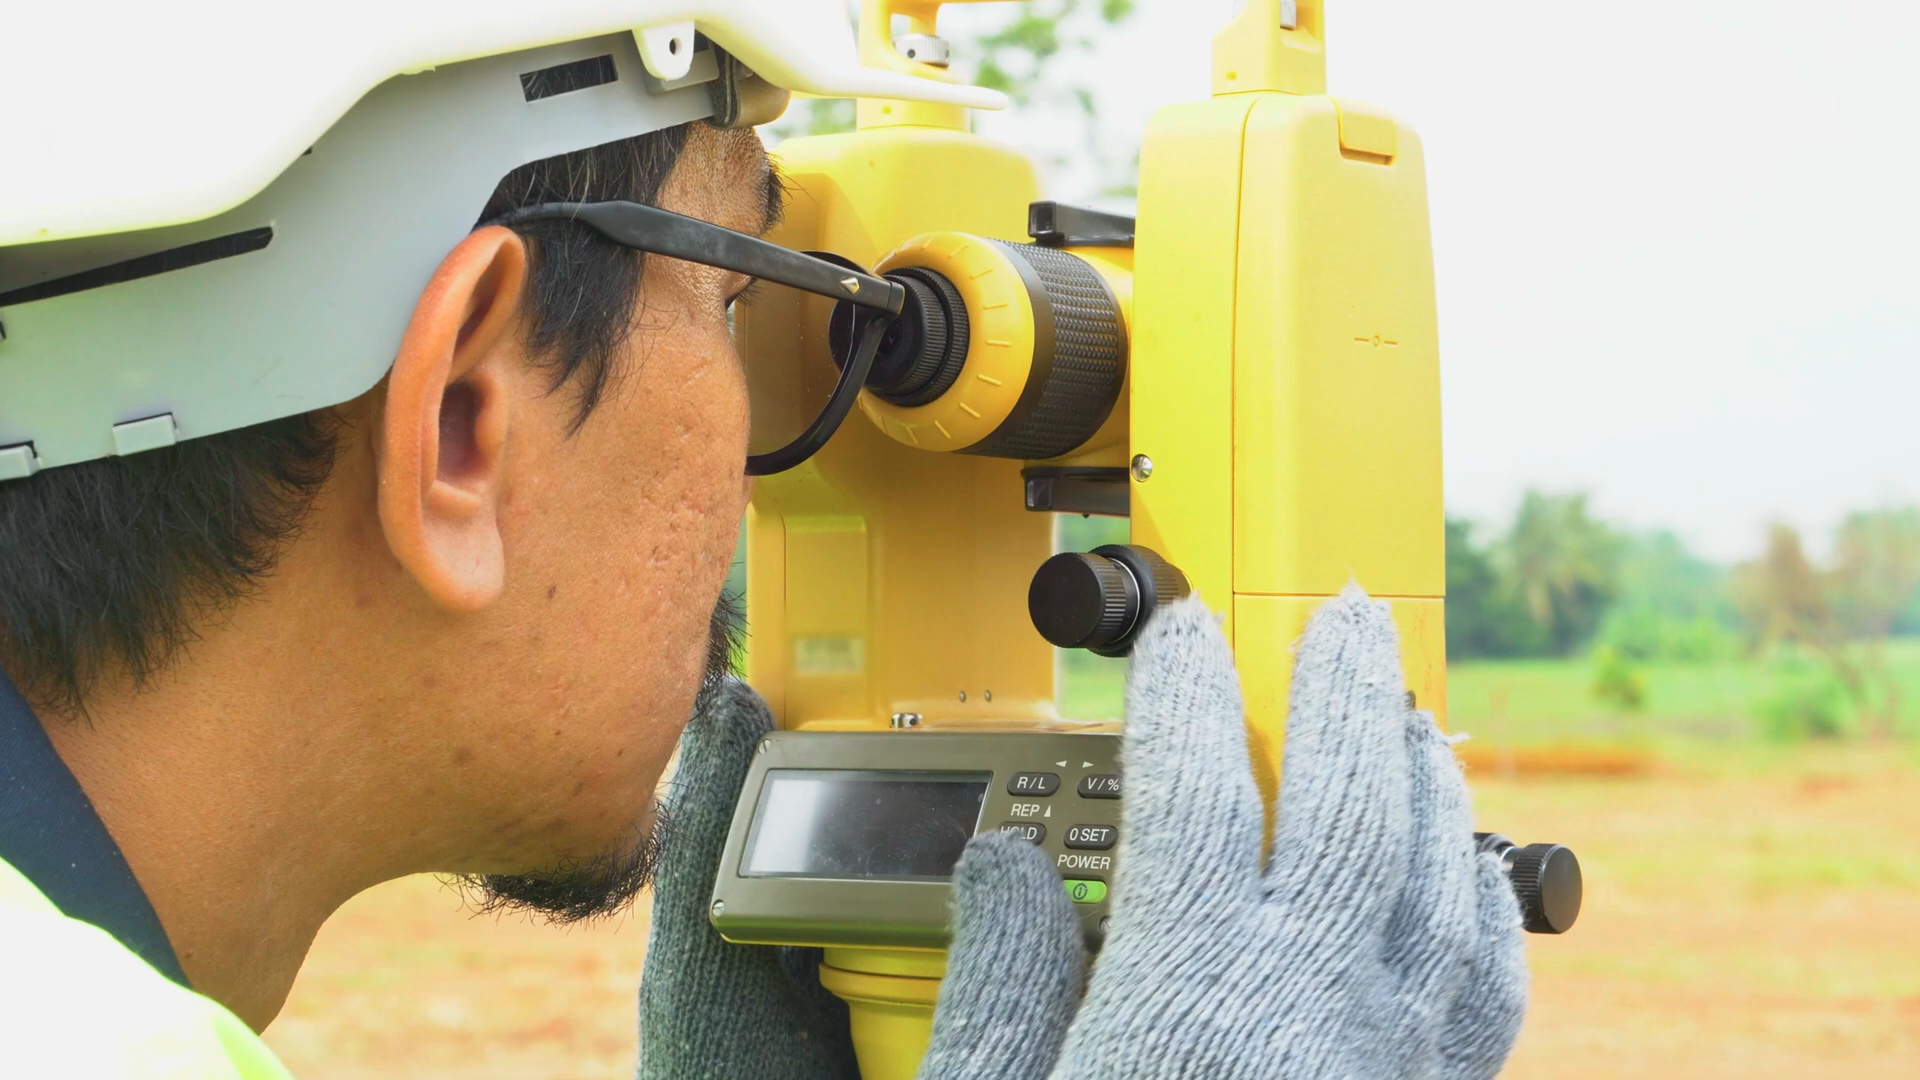 R/L
V/%
REP
HOLD
0 SET
POWER